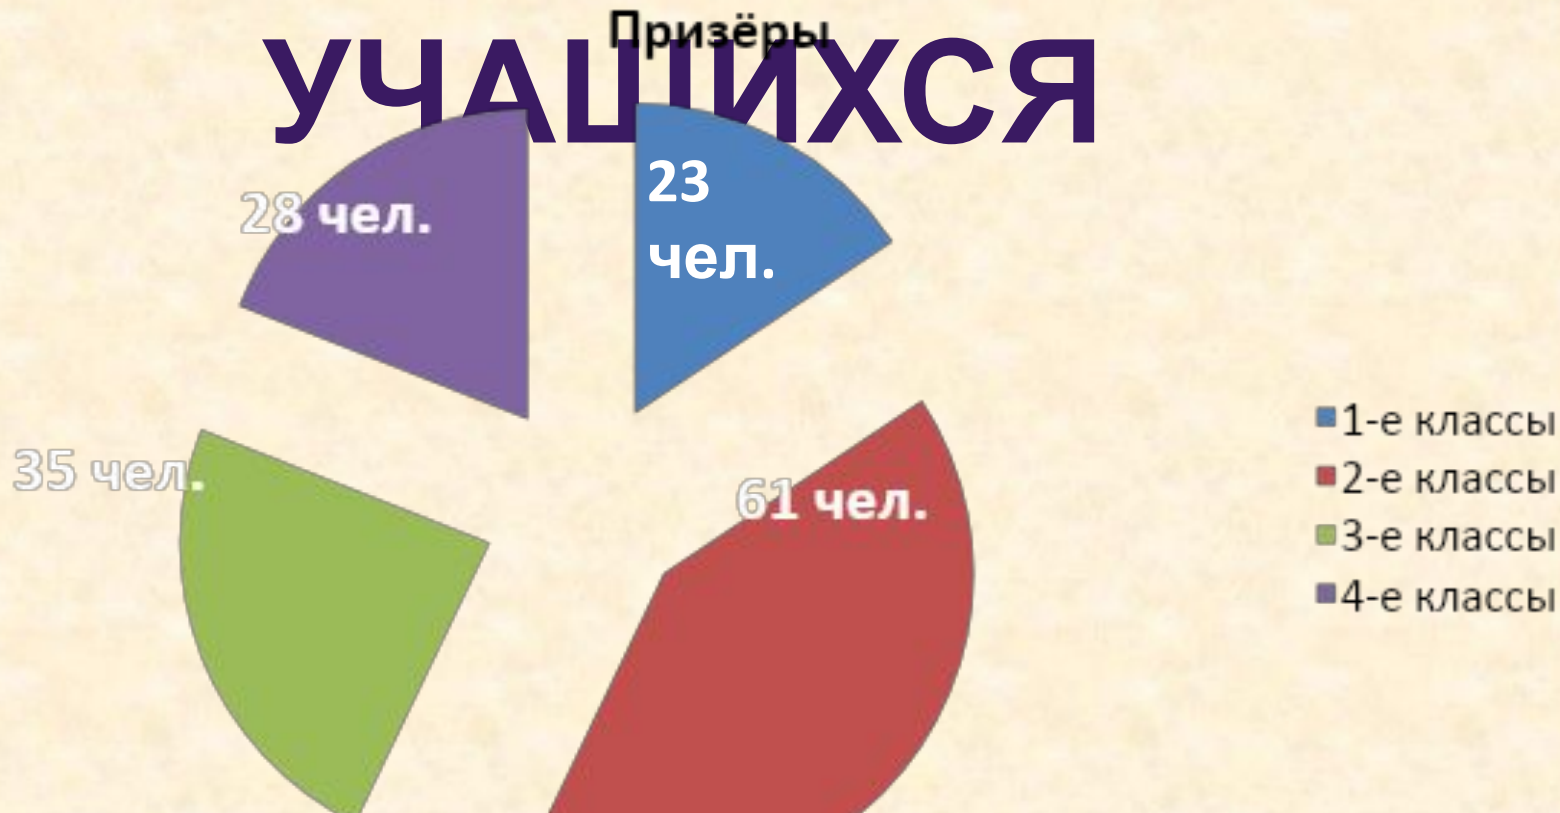 Призёры
УЧАЩИХСЯ
23
чел.
28 чел.
35 чел.
61 чел.
1-е классы
2-е классы
3-е классы
4-е классы